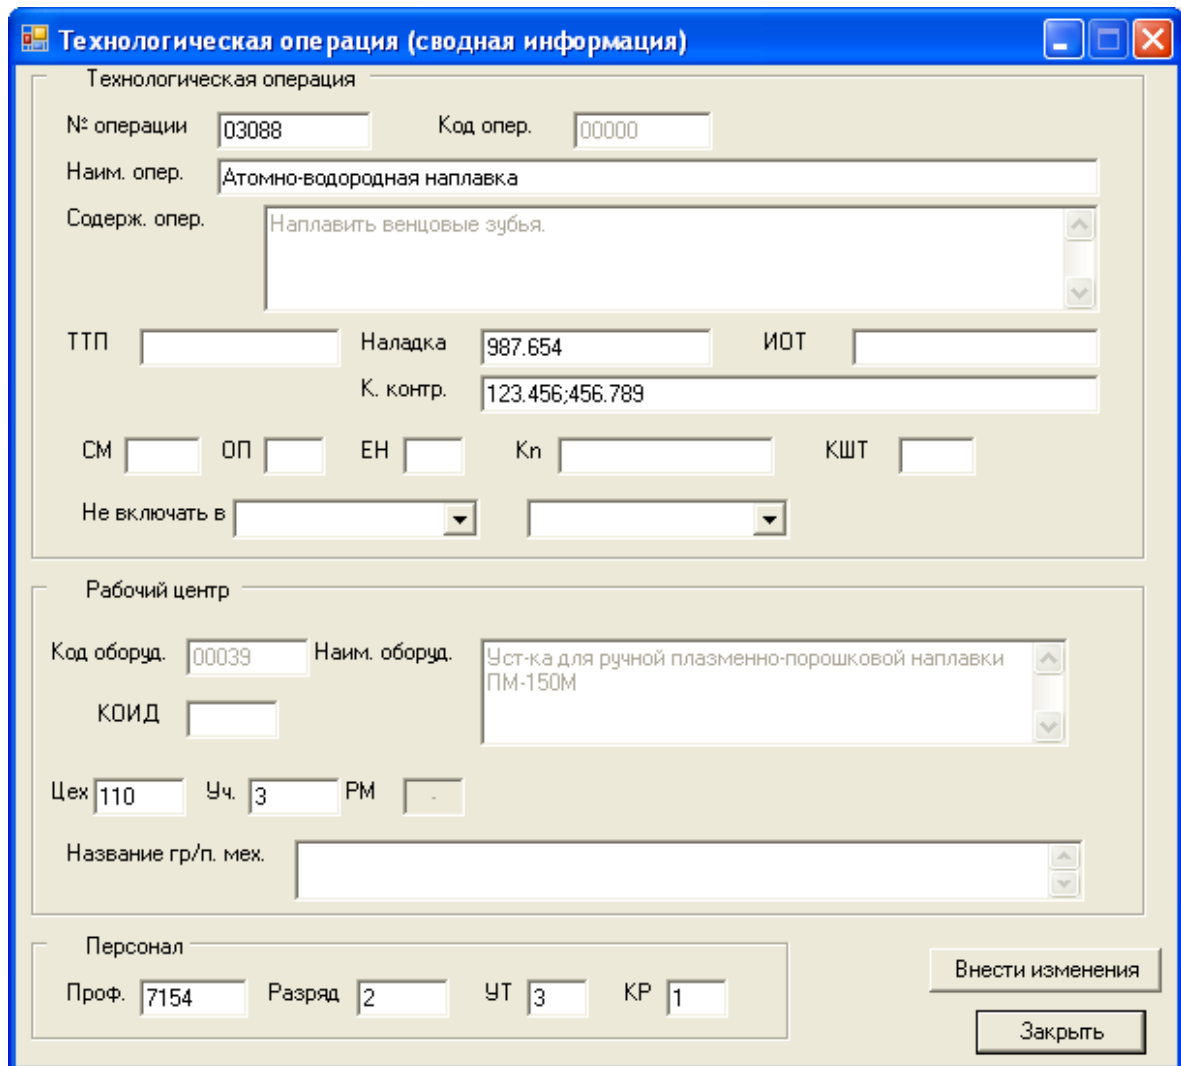 Технологическая операция (сводная информация)
Технологическая операция
№ операции 03088 Код опер. 00000
Наим. опер. Атомно-водородная наплавка
Содерж. опер. Наплавить венцовые зубья.
ТТП Наладка 987.654 ИОТ
К. контр. 123.456;456.789
СМ ОП ЕН Кп КШТ
Не включать в
Рабочий центр
Код оборуд. 00039 Наим. оборуд. Уст-ка для ручной плазменно-порошковой наплавки
ПМ-150М
КОИД
Цех 110 Уч. 3 РМ -
Название гр/п. мех.
Персонал
Проф. 7154 Разряд 2 УТ 3 КР 1
Внести изменения
Закрыть